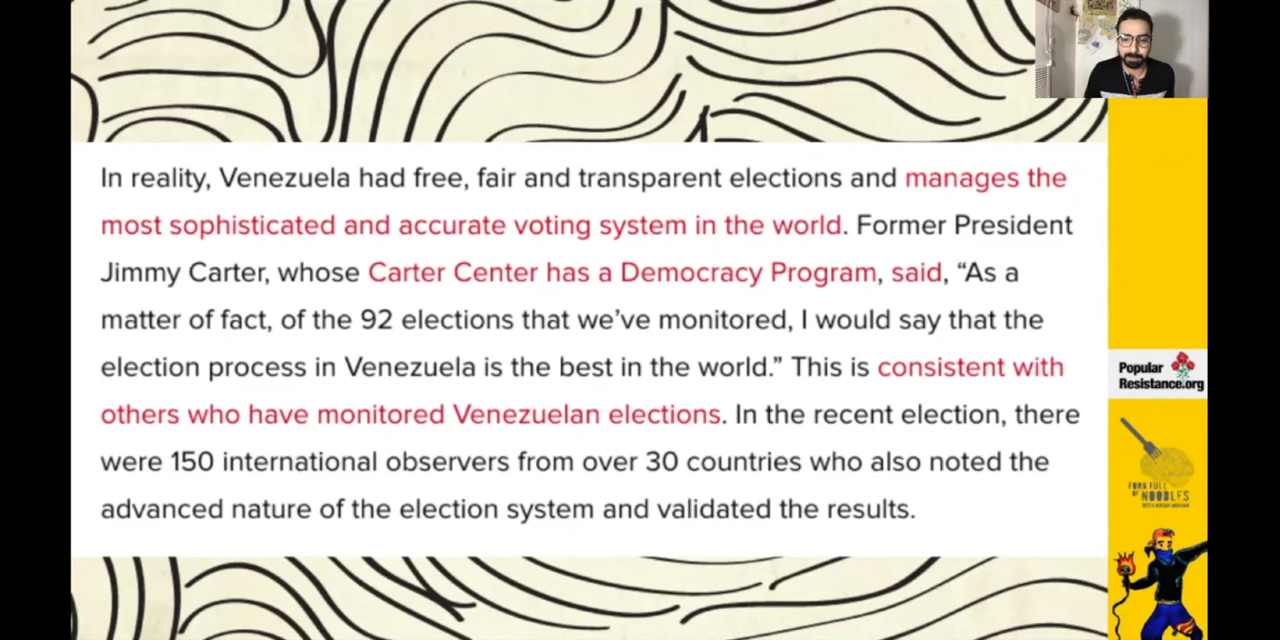 In reality, Venezuela had free, fair and transparent elections and manages the
most sophisticated and accurate voting system in the world. Former President
Jimmy Carter, whose Carter Center has a Democracy Program, said, “As a
matter of fact, of the 92 elections that we’ve monitored, I would say that the
election process in Venezuela is the best in the world.” This is consistent with
others who have monitored Venezuelan elections. In the recent election, there
were 150 international observers from over 30 countries who also noted the
advanced nature of the election system and validated the results.
Popular
Resistance.org
FORK FULL
OF NOODLES